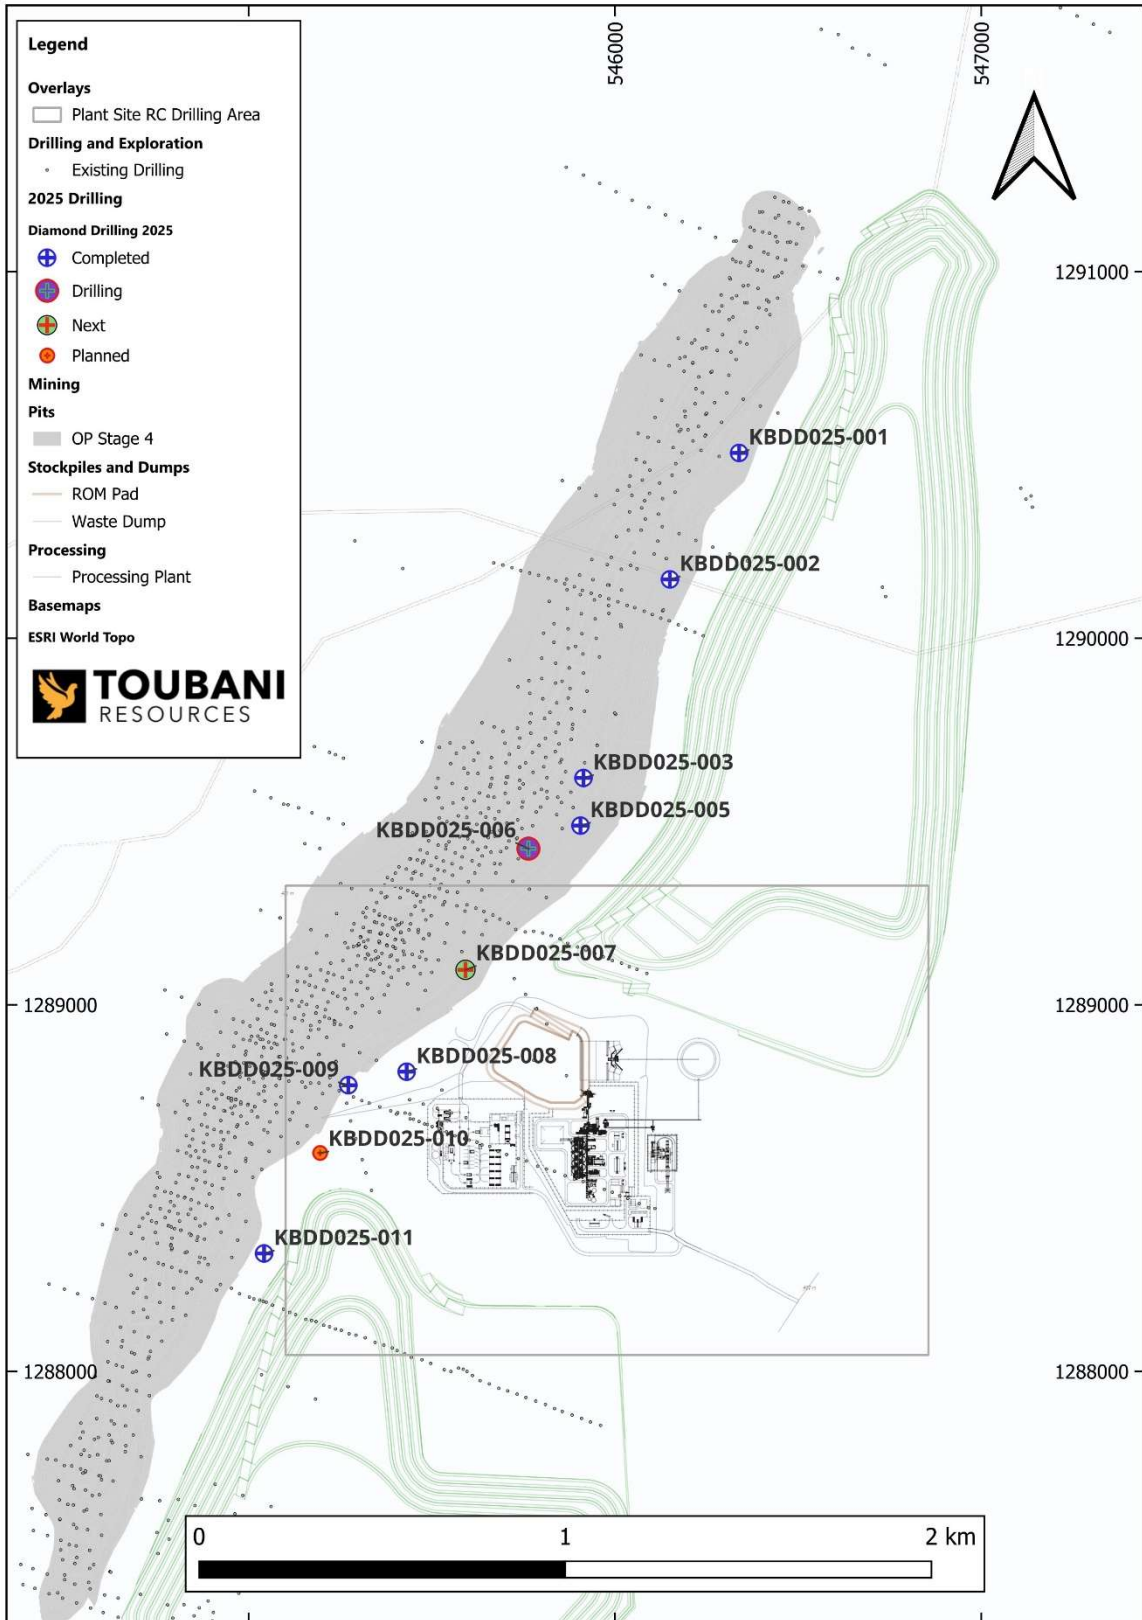 Legend
Overlays
Plant Site RC Drilling Area
Drilling and Exploration
Existing Drilling
2025 Drilling
Diamond Drilling 2025
Completed
Drilling
Next
Planned
Mining
Pits
OP Stage 4
Stockpiles and Dumps
ROM Pad
Waste Dump
Processing
Processing Plant
Basemaps
ESRI World Topo
TOUBANI
RESOURCES
546000
547000
1291000
KBDD025-001
KBDD025-002
1290000
KBDD025-003
KBDD025-005
KBDD025-006
KBDD025-007
1289000
1289000
KBDD025-008
KBDD025-009
KBDD025-010
KBDD025-011
1288000
1288000
0 1 2 km